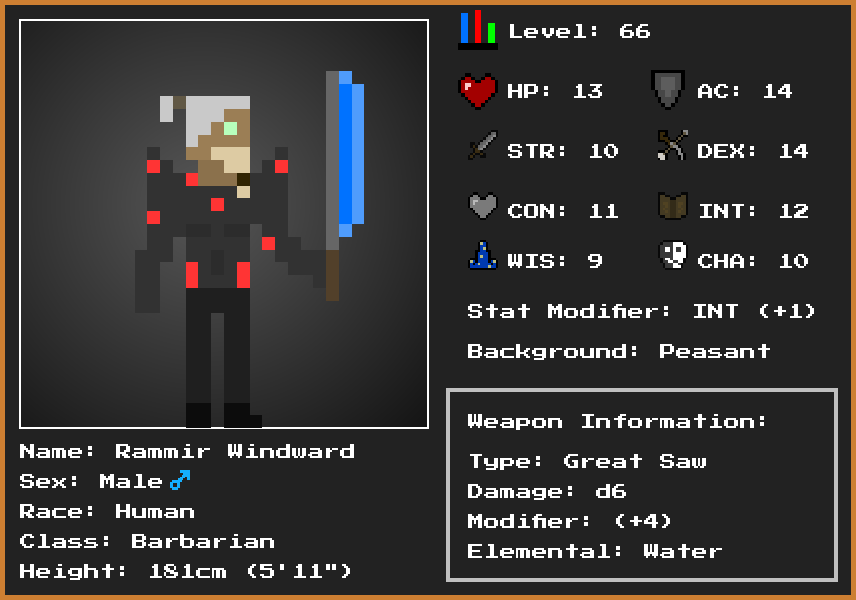 Level: 66
HP: 13 AC: 14
STR: 10 DEX: 14
CON: 11 INT: 12
WIS: 9 CHA: 10
Stat Modifier: INT (+1)
Background: Peasant
Weapon Information:
Type: Great Saw
Damage: d6
Modifier: (+4)
Elemental: Water
Name: Rammir Windward
Sex: Male ♂
Race: Human
Class: Barbarian
Height: 181cm (5'11")